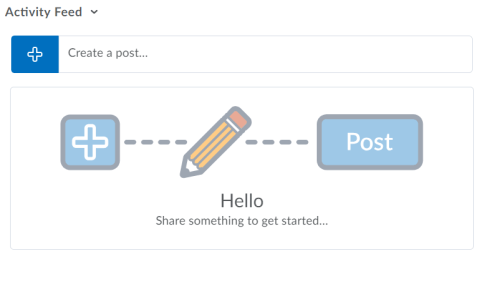 Activity Feed
Create a post...
Post
Hello
Share something to get started...